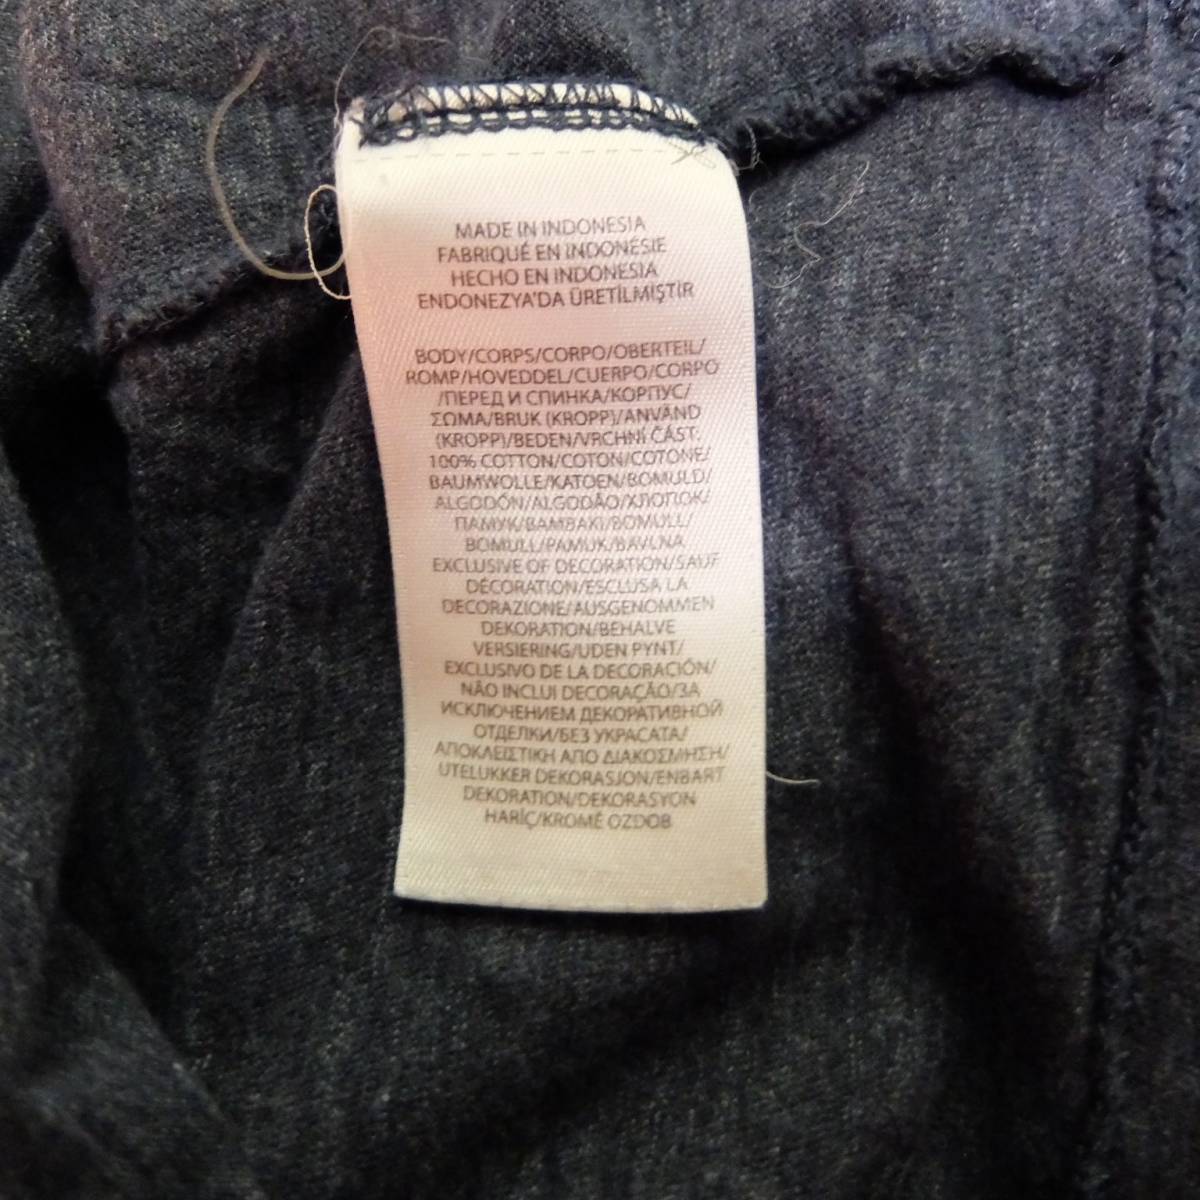 MADE IN INDONESIA
FABRIQUÉ EN INDONÉSIE
HECHO EN INDONESIA
ENDONEZYA'DA ÜRETİLMİŞTİR
BODY/CORPS/CORPO/OBERTEIL/
ROMP/HOVEDDEL/CUERPO/CORPO
/ПЕРЕД И СПИНКА/КОРПУС/
ΣΩΜΑ/BRUK (KROPP)/ANVÄND
(KROPP)/BEDEN/VRCHNÍ ČÁST:
100% COTTON/COTON/COTONE/
BAUMWOLLE/KATOEN/BOMULD/
ALGODÓN/ALGODÃO/ХЛОПОК/
ПАМУК/ΒΑΜΒΑΚΙ/BOMULL/
BOMULL/PAMUK/BAVLNA
EXCLUSIVE OF DECORATION/SAUF
DÉCORATION/ESCLUSA LA
DECORAZIONE/AUSGENOMMEN
DEKORATION/BEHALVE
VERSIERING/UDEN PYNT/
EXCLUSIVO DE LA DECORACIÓN/
NÃO INCLUI DECORAÇÃO/ЗА
ИСКЛЮЧЕНИЕМ ДЕКОРАТИВНОЙ
ОТДЕЛКИ/БЕЗ УКРАСАТА/
ΑΠΟΚΛΕΙΣΤΙΚΗ ΑΠΟ ΔΙΑΚΟΣΜΗΣΗ/
UTELUKKER DEKORASJON/ENBART
DEKORATION/DEKORASYON
HARİÇ/KROMĚ OZDOB